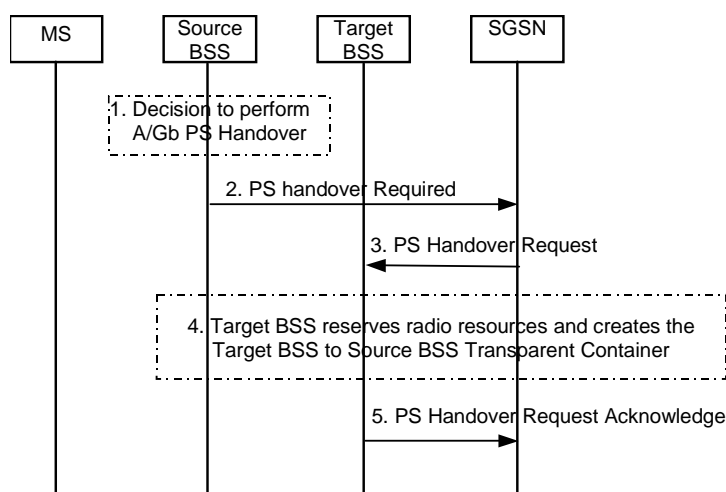 MS
Source
BSS
Target
BSS
SGSN
1. Decision to perform
A/Gb PS Handover
2. PS handover Required
3. PS Handover Request
4. Target BSS reserves radio resources and creates the
Target BSS to Source BSS Transparent Container
5. PS Handover Request Acknowledge